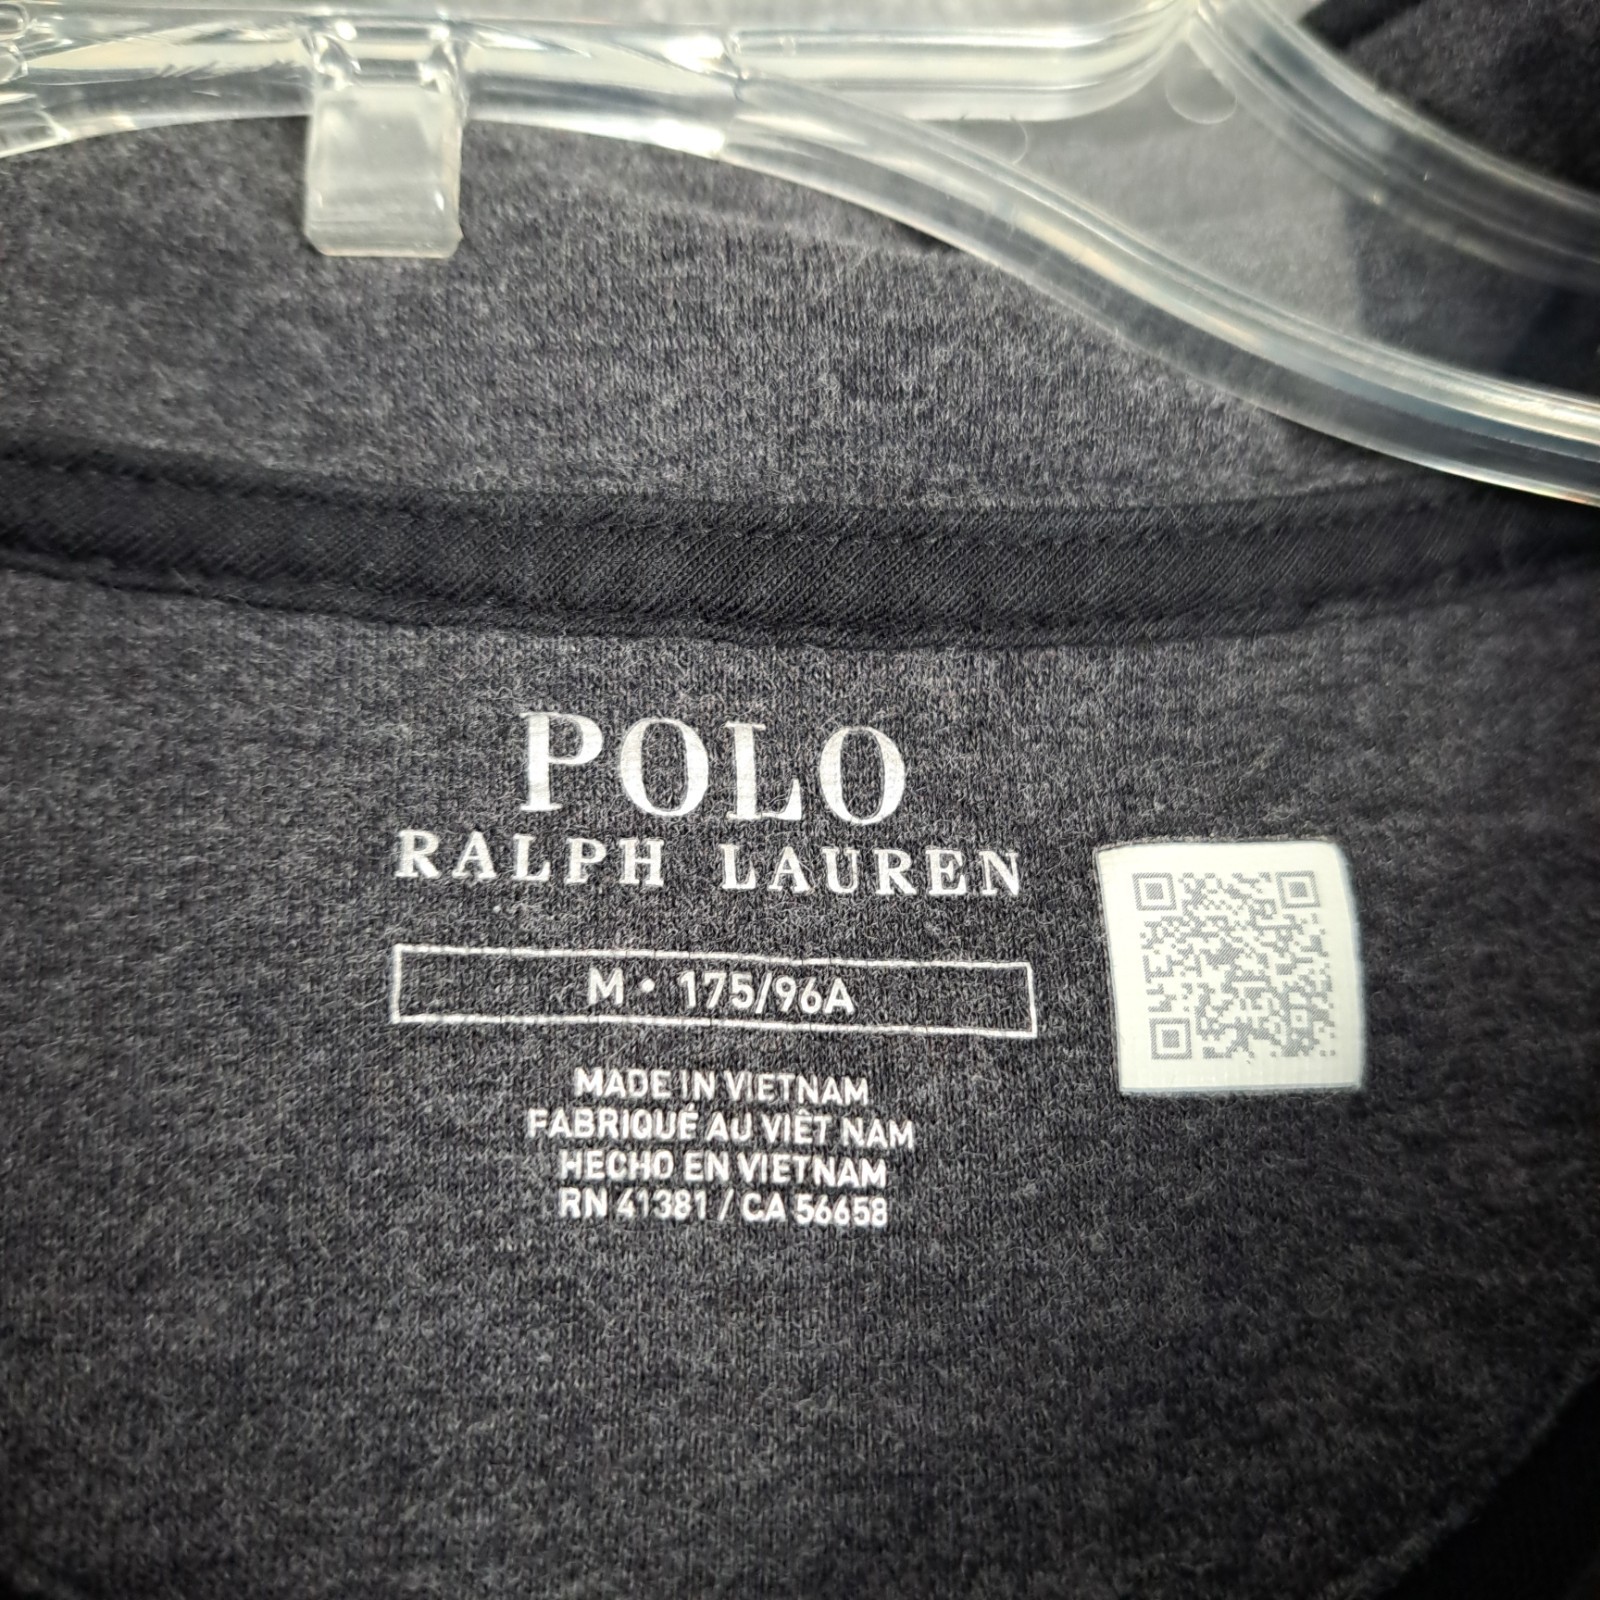 POLO
RALPH LAUREN
M • 175/96A
MADE IN VIETNAM
FABRIQUÉ AU VIÊT NAM
HECHO EN VIETNAM
RN 41381 / CA 56658